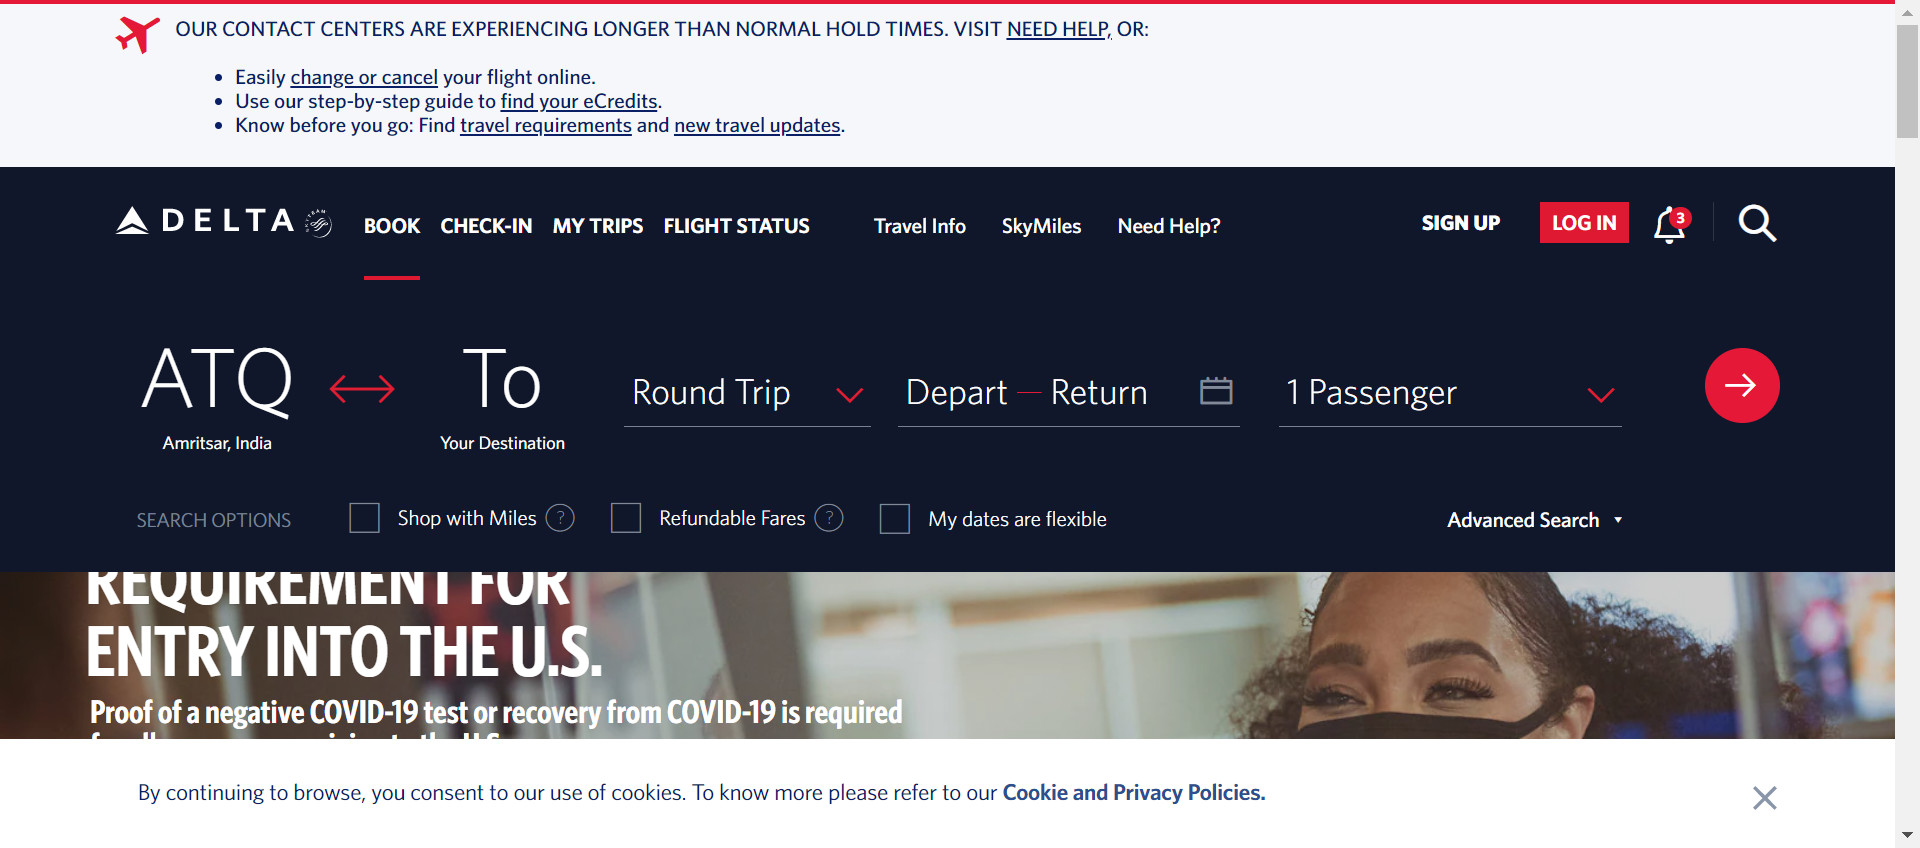 OUR CONTACT CENTERS ARE EXPERIENCING LONGER THAN NORMAL HOLD TIMES. VISIT NEED HELP, OR:
• Easily change or cancel your flight online.
• Use our step-by-step guide to find your eCredits.
• Know before you go: Find travel requirements and new travel updates.
DELTA BOOK CHECK-IN MY TRIPS FLIGHT STATUS Travel Info SkyMiles Need Help? SIGN UP LOG IN 3
ATQ To Round Trip Depart — Return 1 Passenger
Amritsar, India Your Destination
SEARCH OPTIONS Shop with Miles ? Refundable Fares ? My dates are flexible Advanced Search
REQUIREMENT FOR
ENTRY INTO THE U.S.
Proof of a negative COVID-19 test or recovery from COVID-19 is required
By continuing to browse, you consent to our use of cookies. To know more please refer to our Cookie and Privacy Policies.